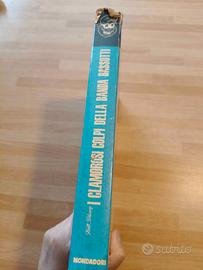 Walt Disney
I CLAMOROSI COLPI DELLA BANDA BASSOTTI
MONDADORI
subito